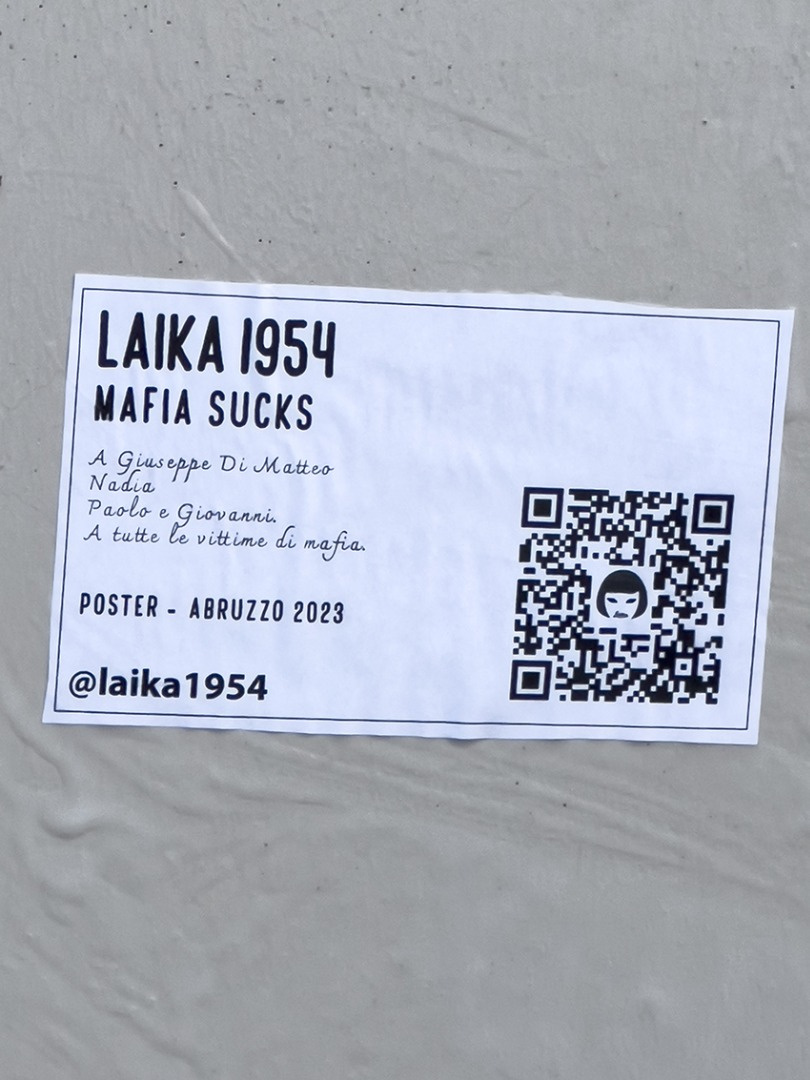 LAIKA 1954
MAFIA SUCKS
A Giuseppe Di Matteo
Nadia
Paolo e Giovanni.
A tutte le vittime di mafia.
POSTER - ABRUZZO 2023
@laika1954